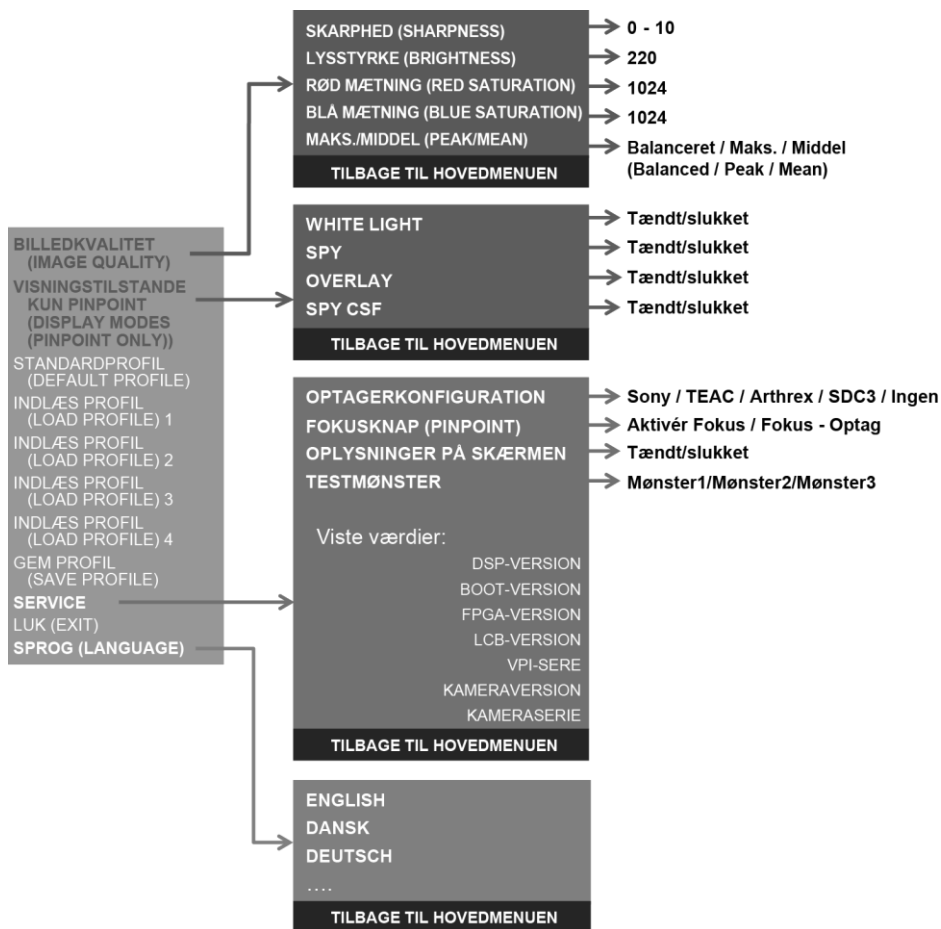 BILLEDKVALITET
(IMAGE QUALITY)
VISNINGSTILSTANDE
KUN PINPOINT
(DISPLAY MODES
(PINPOINT ONLY))
STANDARDPROFIL
(DEFAULT PROFILE)
INDLÆS PROFIL
(LOAD PROFILE) 1
INDLÆS PROFIL
(LOAD PROFILE) 2
INDLÆS PROFIL
(LOAD PROFILE) 3
INDLÆS PROFIL
(LOAD PROFILE) 4
GEM PROFIL
(SAVE PROFILE)
SERVICE
LUK (EXIT)
SPROG (LANGUAGE)
SKARPHED (SHARPNESS) 0 - 10
LYSSTYRKE (BRIGHTNESS) 220
RØD MÆTNING (RED SATURATION) 1024
BLÅ MÆTNING (BLUE SATURATION) 1024
MAKS./MIDDEL (PEAK/MEAN) Balanceret / Maks. / Middel
(Balanced / Peak / Mean)
TILBAGE TIL HOVEDMENUEN
WHITE LIGHT Tændt/slukket
SPY Tændt/slukket
OVERLAY Tændt/slukket
SPY CSF Tændt/slukket
TILBAGE TIL HOVEDMENUEN
OPTAGERKONFIGURATION Sony / TEAC / Arthrex / SDC3 / Ingen
FOKUSKNAP (PINPOINT) Aktivér Fokus / Fokus - Optag
OPLYSNINGER PÅ SKÆRMEN Tændt/slukket
TESTMØNSTER Mønster1/Mønster2/Mønster3
Viste værdier:
DSP-VERSION
BOOT-VERSION
FPGA-VERSION
LCB-VERSION
VPI-SERE
KAMERAVERSION
KAMERASERIE
TILBAGE TIL HOVEDMENUEN
ENGLISH
DANSK
DEUTSCH
....
TILBAGE TIL HOVEDMENUEN